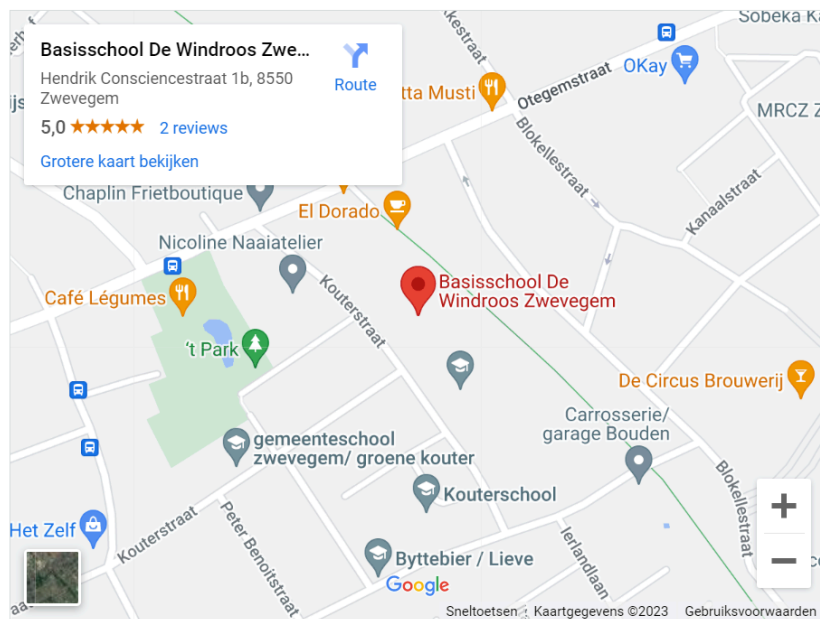 Sobeka
Basisschool De Windroos Zwe...
Hendrik Consciencestraat 1b, 8550
Zwevegem
Route
5,0
2 reviews
Grotere kaart bekijken
OKay
Otegemstraat
tta Musti
MRCZ
Blokellestraat
Kanaalstraat
Chaplin Frietboutique
El Dorado
Nicoline Naaiatelier
Basisschool De
Windroos Zwevegem
Café Légumes
Kouterstraat
't Park
De Circus Brouwerij
Carrosserie/
garage Bouden
gemeenteschool
zwevegem/ groene kouter
Kouterschool
Blokellestraat
Het Zelf
Kouterstraat
Peter Benoitstraat
Ierlandlaan
Byttebier / Lieve
Google
Sneltoetsen
Kaartgegevens ©2023
Gebruiksvoorwaarden